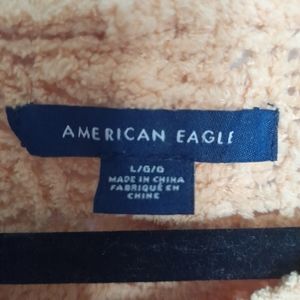 AMERICAN EAGLE
L/G/G
MADE IN CHINA
FABRIQUÉ EN
CHINE